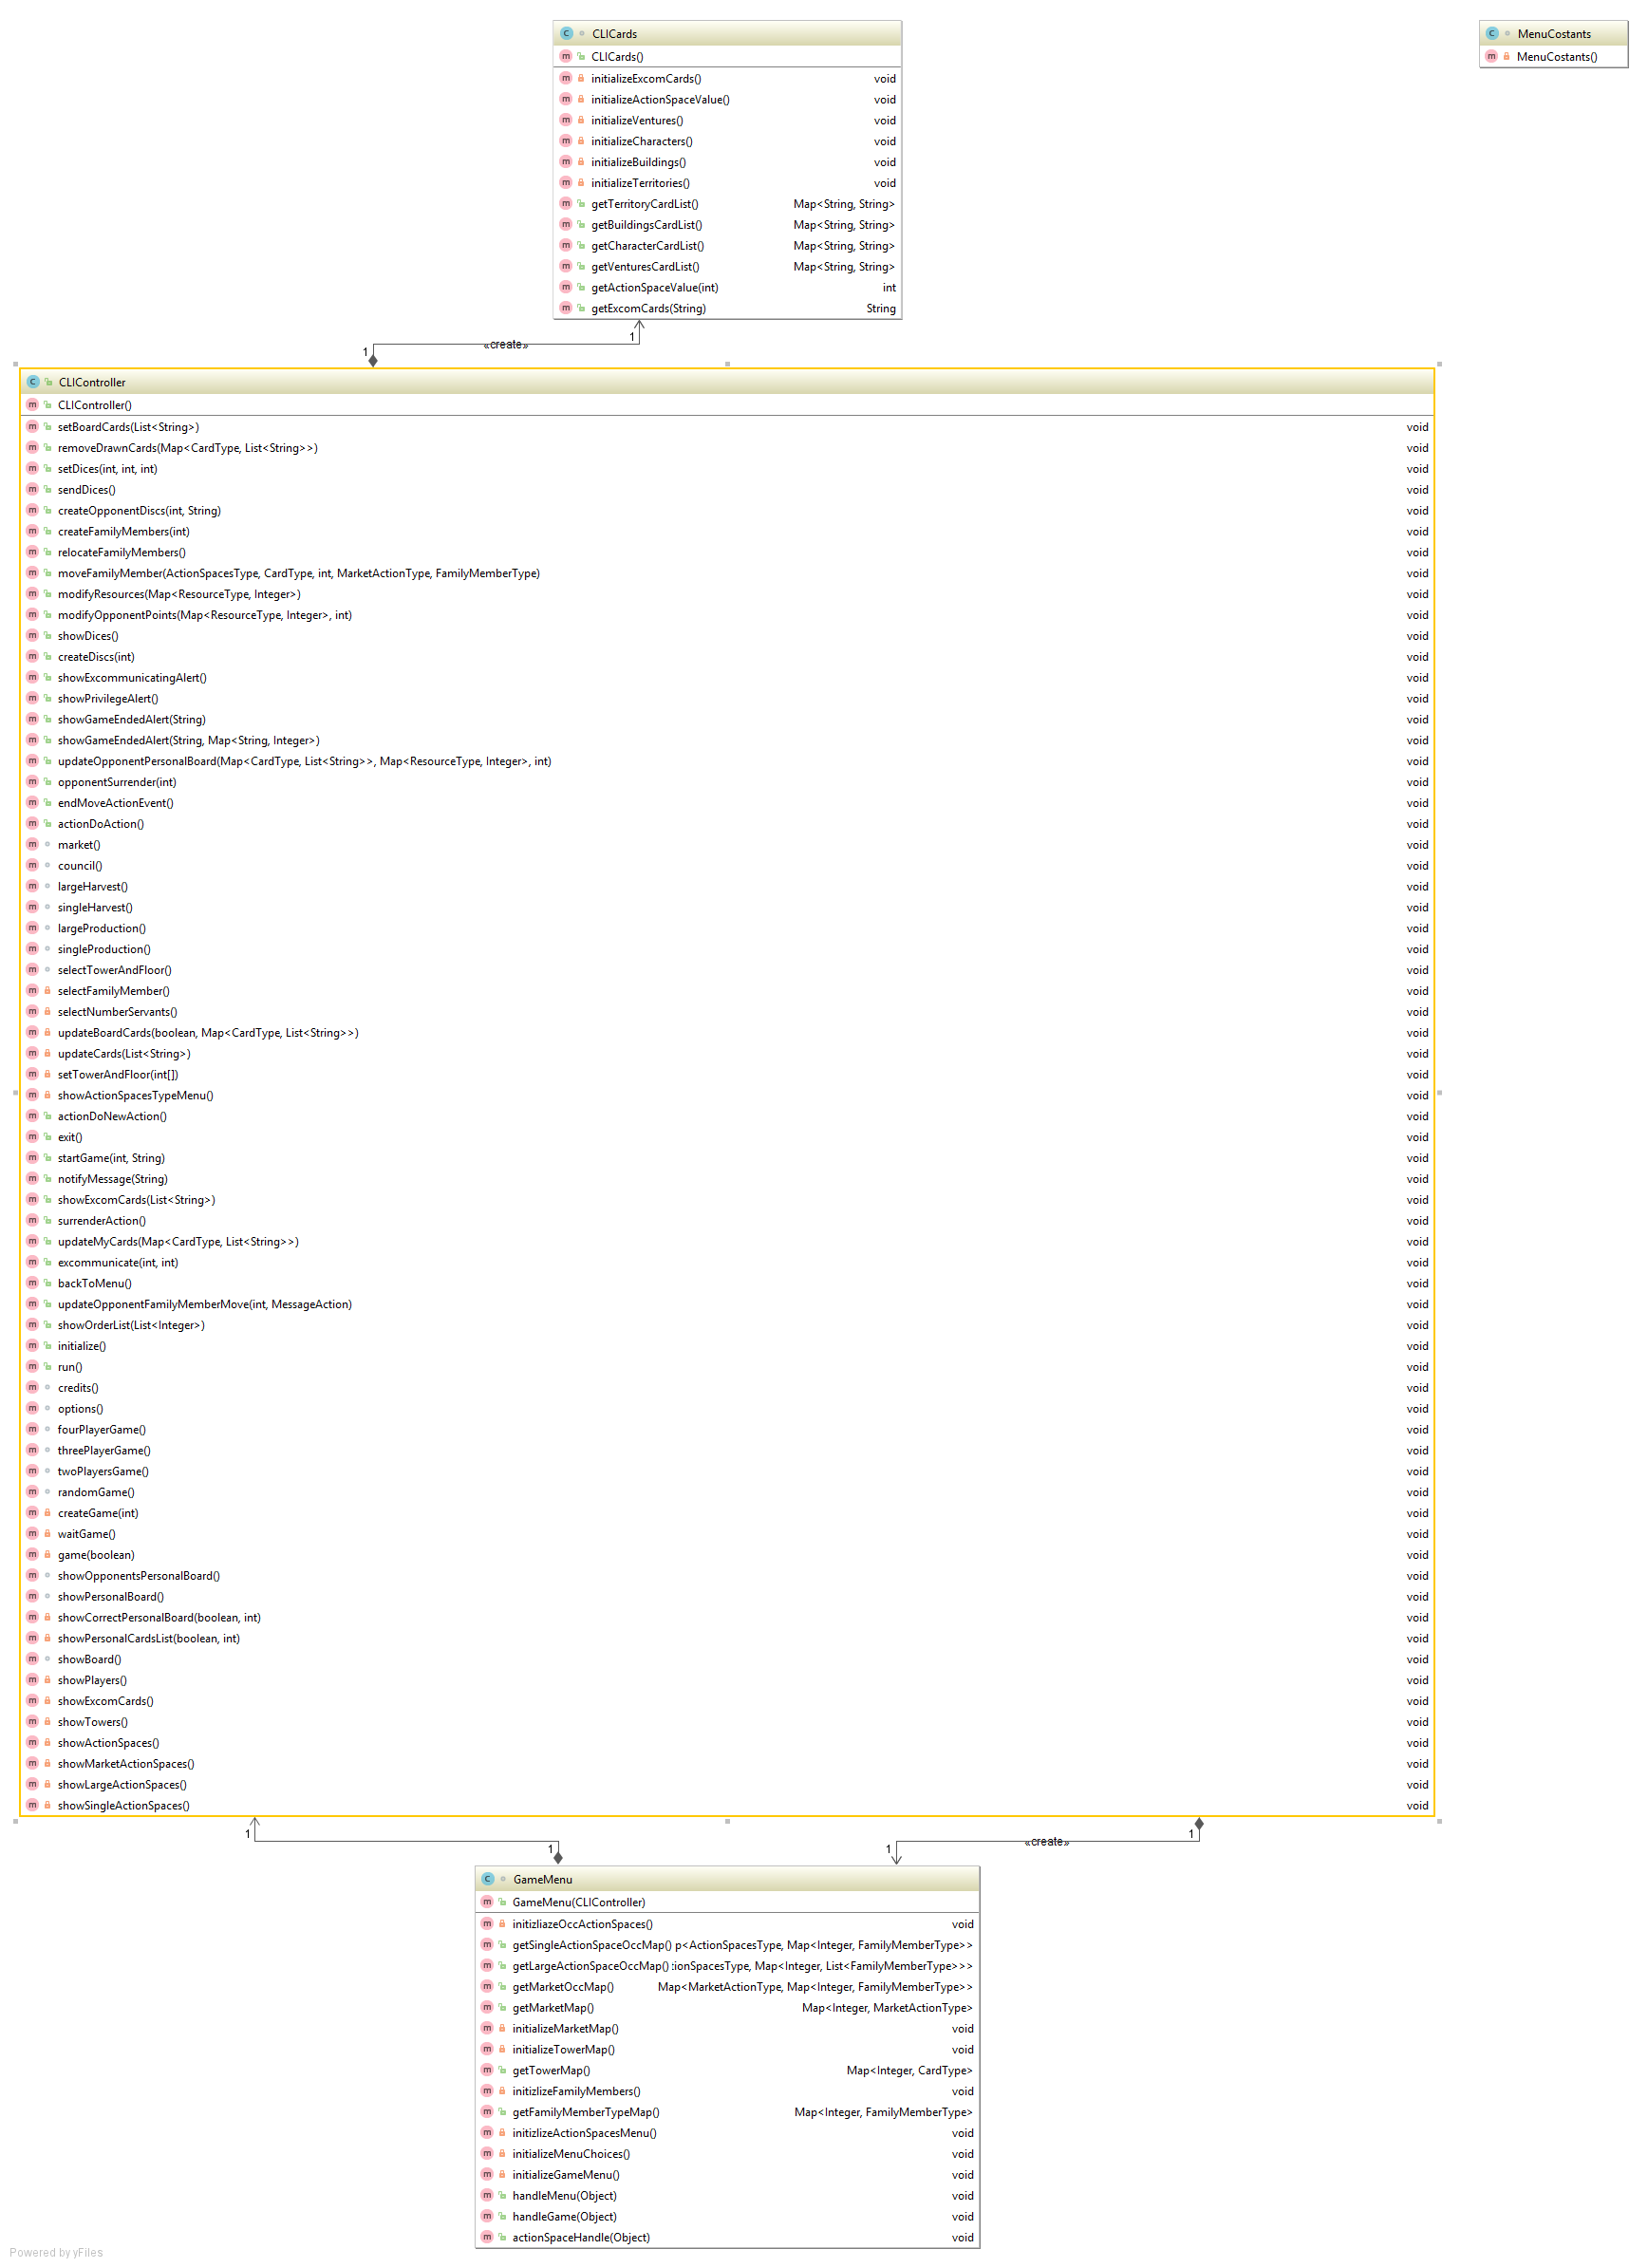 CLICards
CLICards()
initializeExcomCards() void
initializeActionSpaceValue() void
initializeVentures() void
initializeCharacters() void
initializeBuildings() void
initializeTerritories() void
getTerritoryCardList() Map<String, String>
getBuildingsCardList() Map<String, String>
getCharacterCardList() Map<String, String>
getVenturesCardList() Map<String, String>
getActionSpaceValue(int) int
getExcomCards(String) String
MenuCostants
MenuCostants()
1
«create»
1
CLIController
CLIController()
setBoardCards(List<String>) void
removeDrawnCards(Map<CardType, List<String>>) void
setDices(int, int, int) void
sendDices() void
createOpponentDiscs(int, String) void
createFamilyMembers(int) void
relocateFamilyMembers() void
moveFamilyMember(ActionSpacesType, CardType, int, MarketActionType, FamilyMemberType) void
modifyResources(Map<ResourceType, Integer>) void
modifyOpponentPoints(Map<ResourceType, Integer>, int) void
showDices() void
createDiscs(int) void
showExcommunicatingAlert() void
showPrivilegeAlert() void
showGameEndedAlert(String) void
showGameEndedAlert(String, Map<String, Integer>) void
updateOpponentPersonalBoard(Map<CardType, List<String>>, Map<ResourceType, Integer>, int) void
opponentSurrender(int) void
endMoveActionEvent() void
actionDoAction() void
market() void
council() void
largeHarvest() void
singleHarvest() void
largeProduction() void
singleProduction() void
selectTowerAndFloor() void
selectFamilyMember() void
selectNumberServants() void
updateBoardCards(boolean, Map<CardType, List<String>>) void
updateCards(List<String>) void
setTowerAndFloor(int[]) void
showActionSpacesTypeMenu() void
actionDoNewAction() void
exit() void
startGame(int, String) void
notifyMessage(String) void
showExcomCards(List<String>) void
surrenderAction() void
updateMyCards(Map<CardType, List<String>>) void
excommunicate(int, int) void
backToMenu() void
updateOpponentFamilyMemberMove(int, MessageAction) void
showOrderList(List<Integer>) void
initialize() void
run() void
credits() void
options() void
fourPlayerGame() void
threePlayerGame() void
twoPlayersGame() void
randomGame() void
createGame(int) void
waitGame() void
game(boolean) void
showOpponentsPersonalBoard() void
showPersonalBoard() void
showCorrectPersonalBoard(boolean, int) void
showPersonalCardsList(boolean, int) void
showBoard() void
showPlayers() void
showExcomCards() void
showTowers() void
showActionSpaces() void
showMarketActionSpaces() void
showLargeActionSpaces() void
showSingleActionSpaces() void
1
1
1
«create»
1
GameMenu
GameMenu(CLIController)
initizliazeOccActionSpaces() void
getSingleActionSpaceOccMap() p<ActionSpacesType, Map<Integer, FamilyMemberType>>
getLargeActionSpaceOccMap() :ionSpacesType, Map<Integer, List<FamilyMemberType>>>
getMarketOccMap() Map<MarketActionType, Map<Integer, FamilyMemberType>>
getMarketMap() Map<Integer, MarketActionType>
initializeMarketMap() void
initializeTowerMap() void
getTowerMap() Map<Integer, CardType>
initizlizeFamilyMembers() void
getFamilyMemberTypeMap() Map<Integer, FamilyMemberType>
initizlizeActionSpacesMenu() void
initializeMenuChoices() void
initializeGameMenu() void
handleMenu(Object) void
handleGame(Object) void
actionSpaceHandle(Object) void
Powered by yFiles